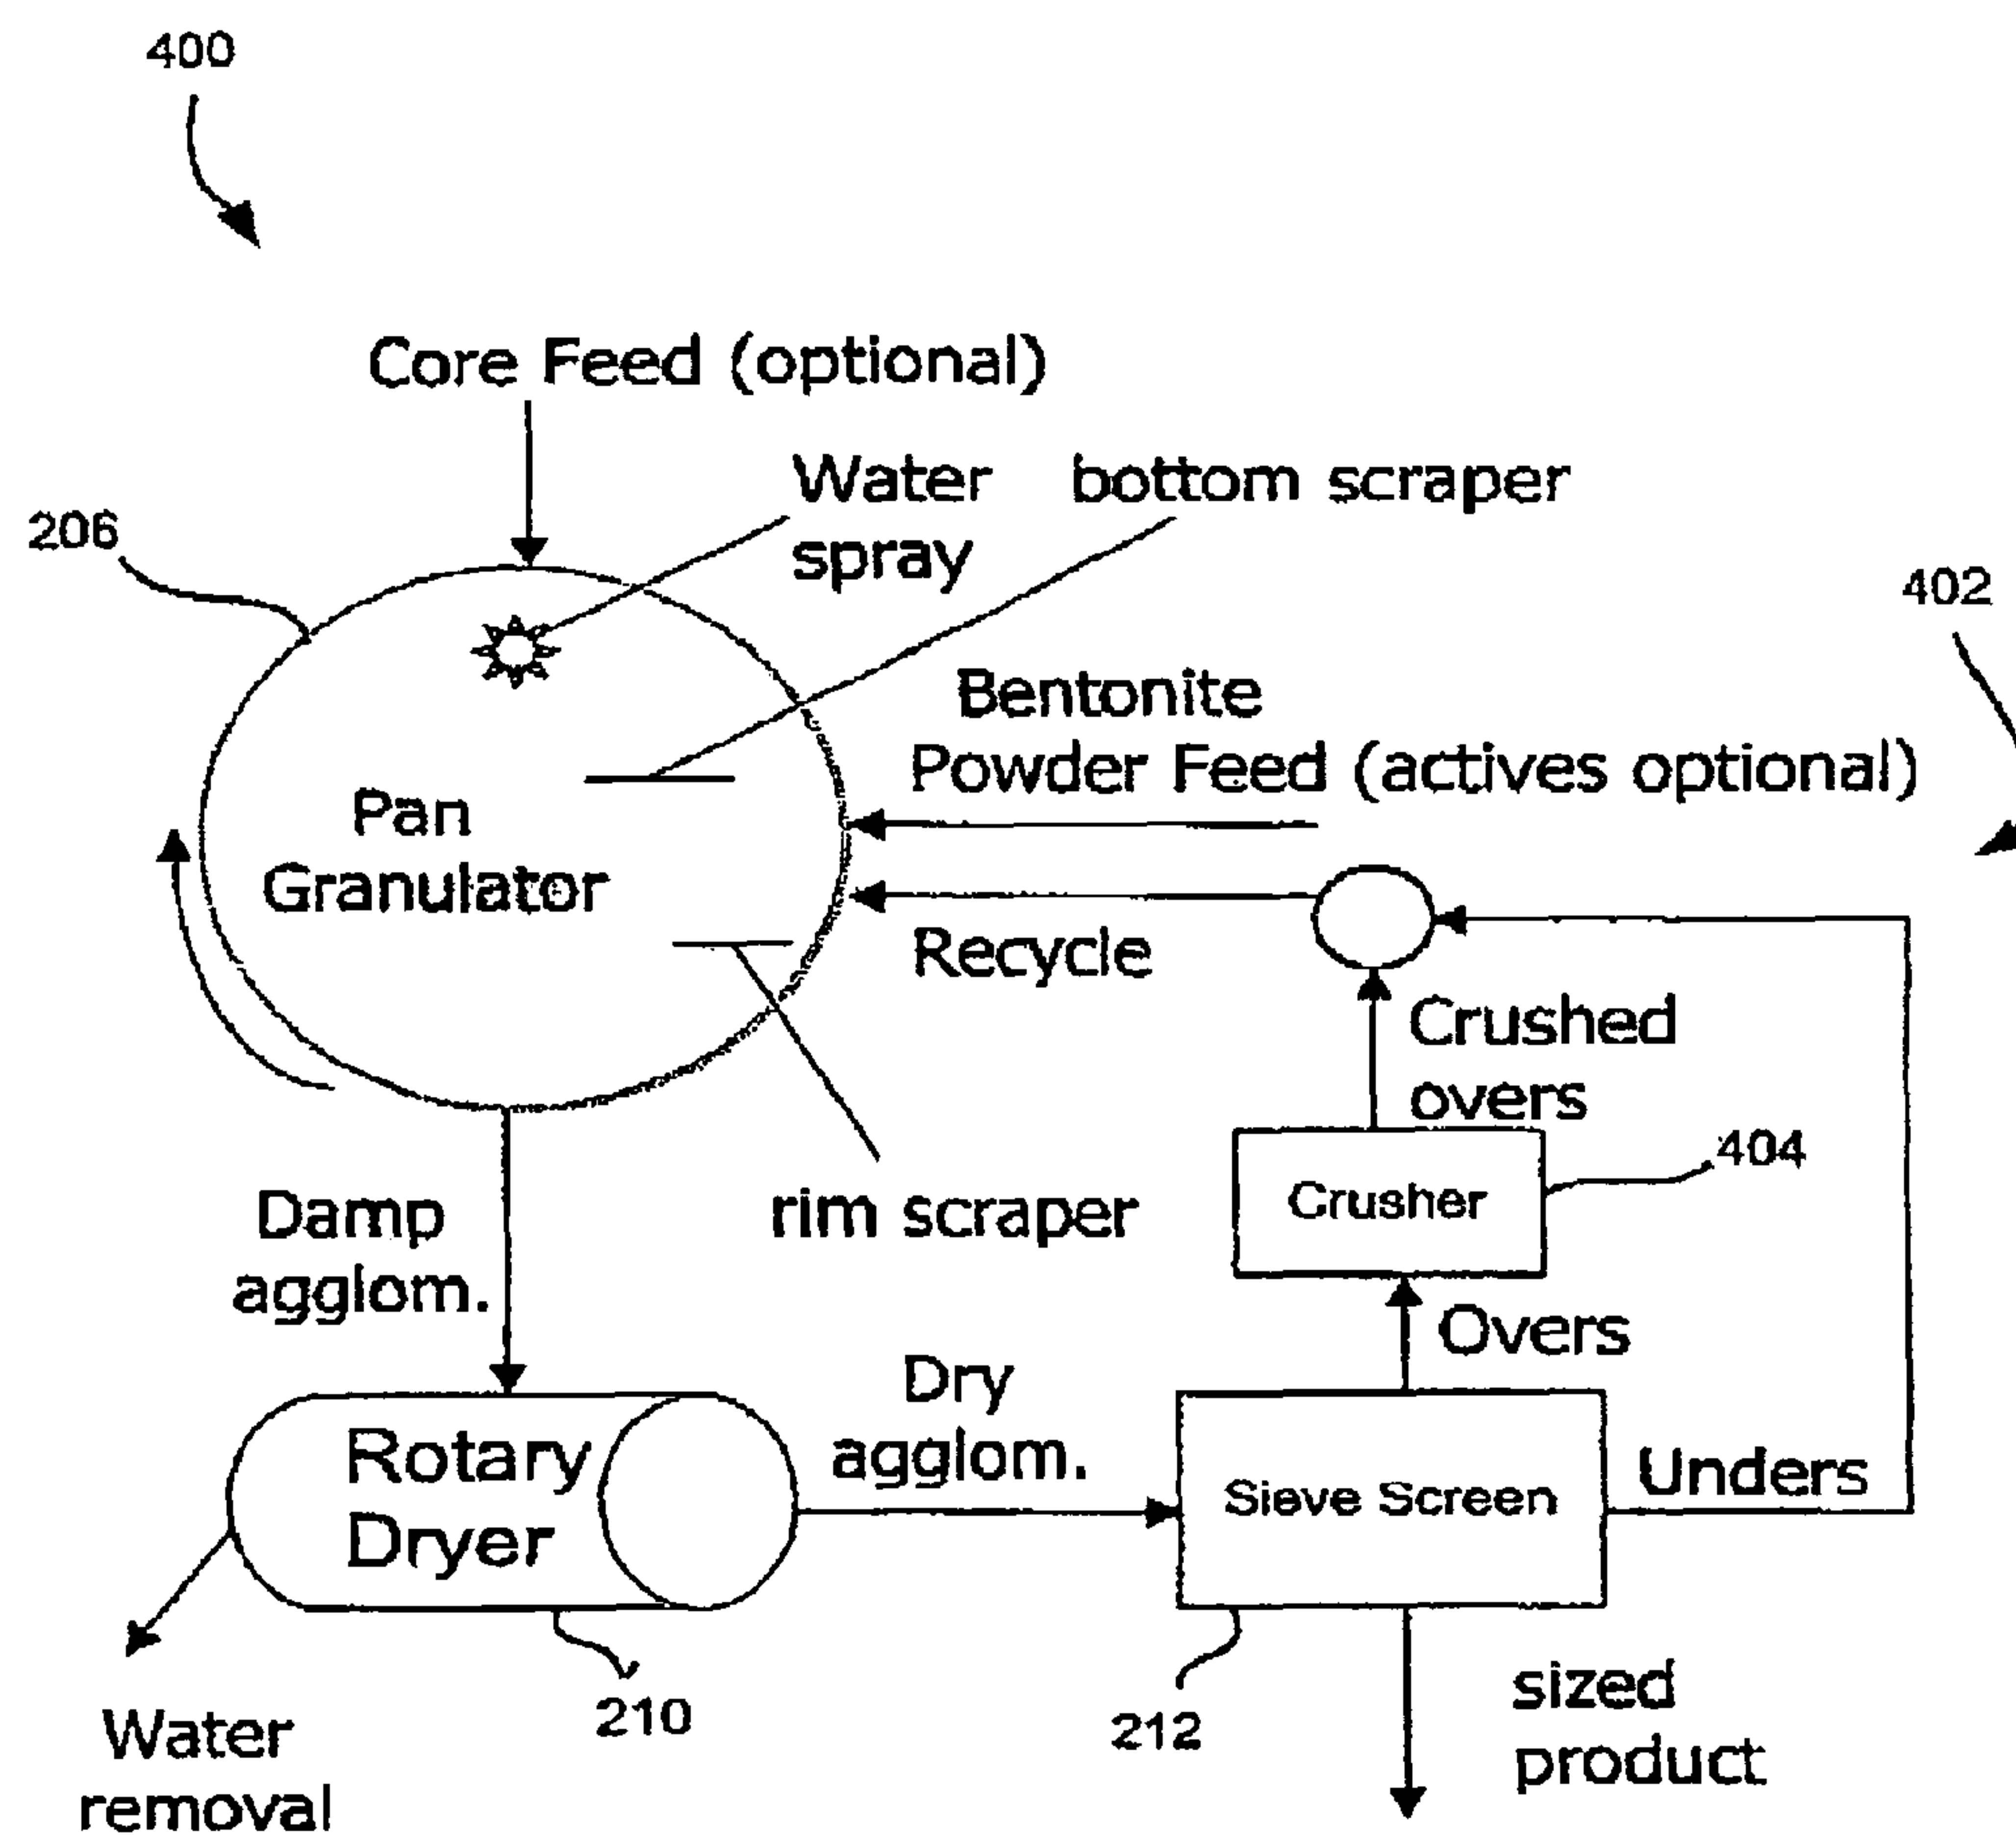 400
Core Feed (optional)
Water
spray
bottom scraper
206
402
Bentonite
Powder Feed (actives optional)
Pan
Granulator
Recycle
Crushed
overs
404
Crusher
rim scraper
Damp
agglom.
Overs
Dry
agglom.
Rotary
Dryer
Sieve Screen
Unders
210
212
sized
product
Water
removal